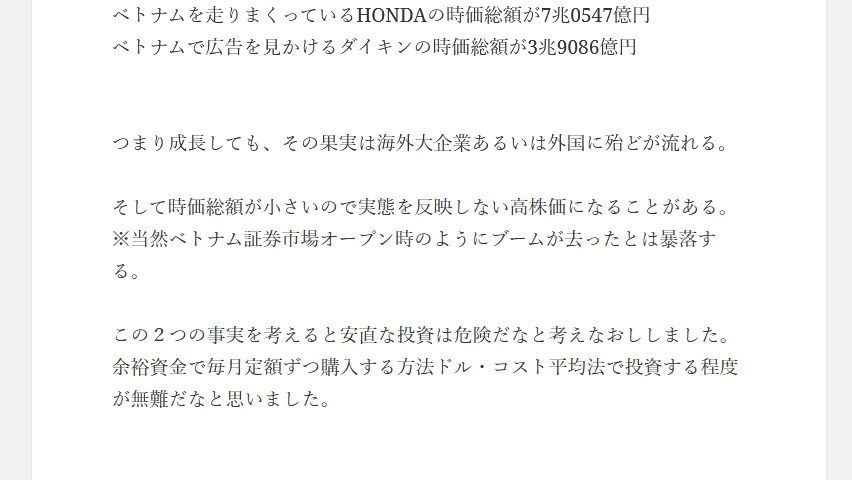 ベトナムを走りまくっているHONDAの時価総額が7兆0547億円
ベトナムで広告を見かけるダイキンの時価総額が3兆9086億円
つまり成長しても、その果実は海外大企業あるいは外国に殆どが流れる。
そして時価総額が小さいので実態を反映しない高株価になることがある。
※当然ベトナム証券市場オープン時のようにブームが去ったとは暴落す
る。
この２つの事実を考えると安直な投資は危険だなと考えなおししました。
余裕資金で毎月定額ずつ購入する方法ドル・コスト平均法で投資する程度
が無難だなと思いました。